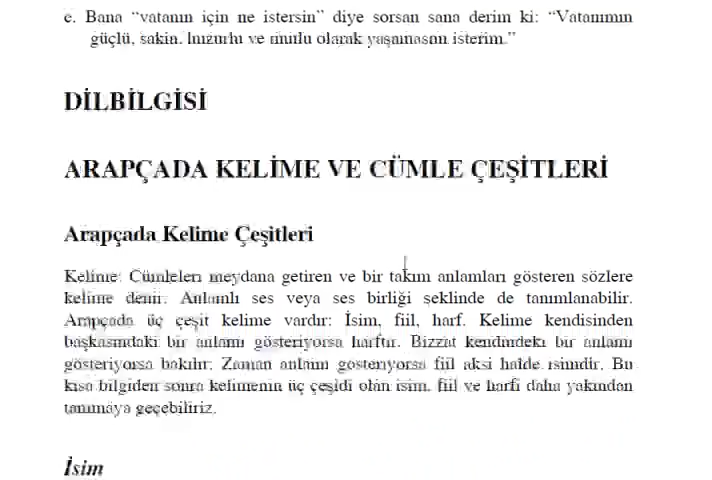 e. Bana “vatanın için ne istersin” diye sorsan sana derim ki: “Vatanımın
güçlü, sakin, huzurlu ve mutlu olarak yaşamasını isterim.”
DİLBİLGİSİ
ARAPÇADA KELİME VE CÜMLE ÇEŞİTLERİ
Arapçada Kelime Çeşitleri
Kelime: Cümleleri meydana getiren ve bir takım anlamları gösteren sözlere
kelime denir. Anlamlı ses veya ses birliği şeklinde de tanımlanabilir.
Arapçada üç çeşit kelime vardır: İsim, fiil, harf. Kelime kendisinden
başkasındaki bir anlamı gösteriyorsa harftir. Bizzat kendindeki bir anlamı
gösteriyorsa bakılır: Zaman anlamı gösteriyorsa fiil aksi halde isimdir. Bu
kısa bilgiden sonra kelimenin üç çeşidi olan isim, fiil ve harfi daha yakından
tanımaya geçebiliriz.
İsim